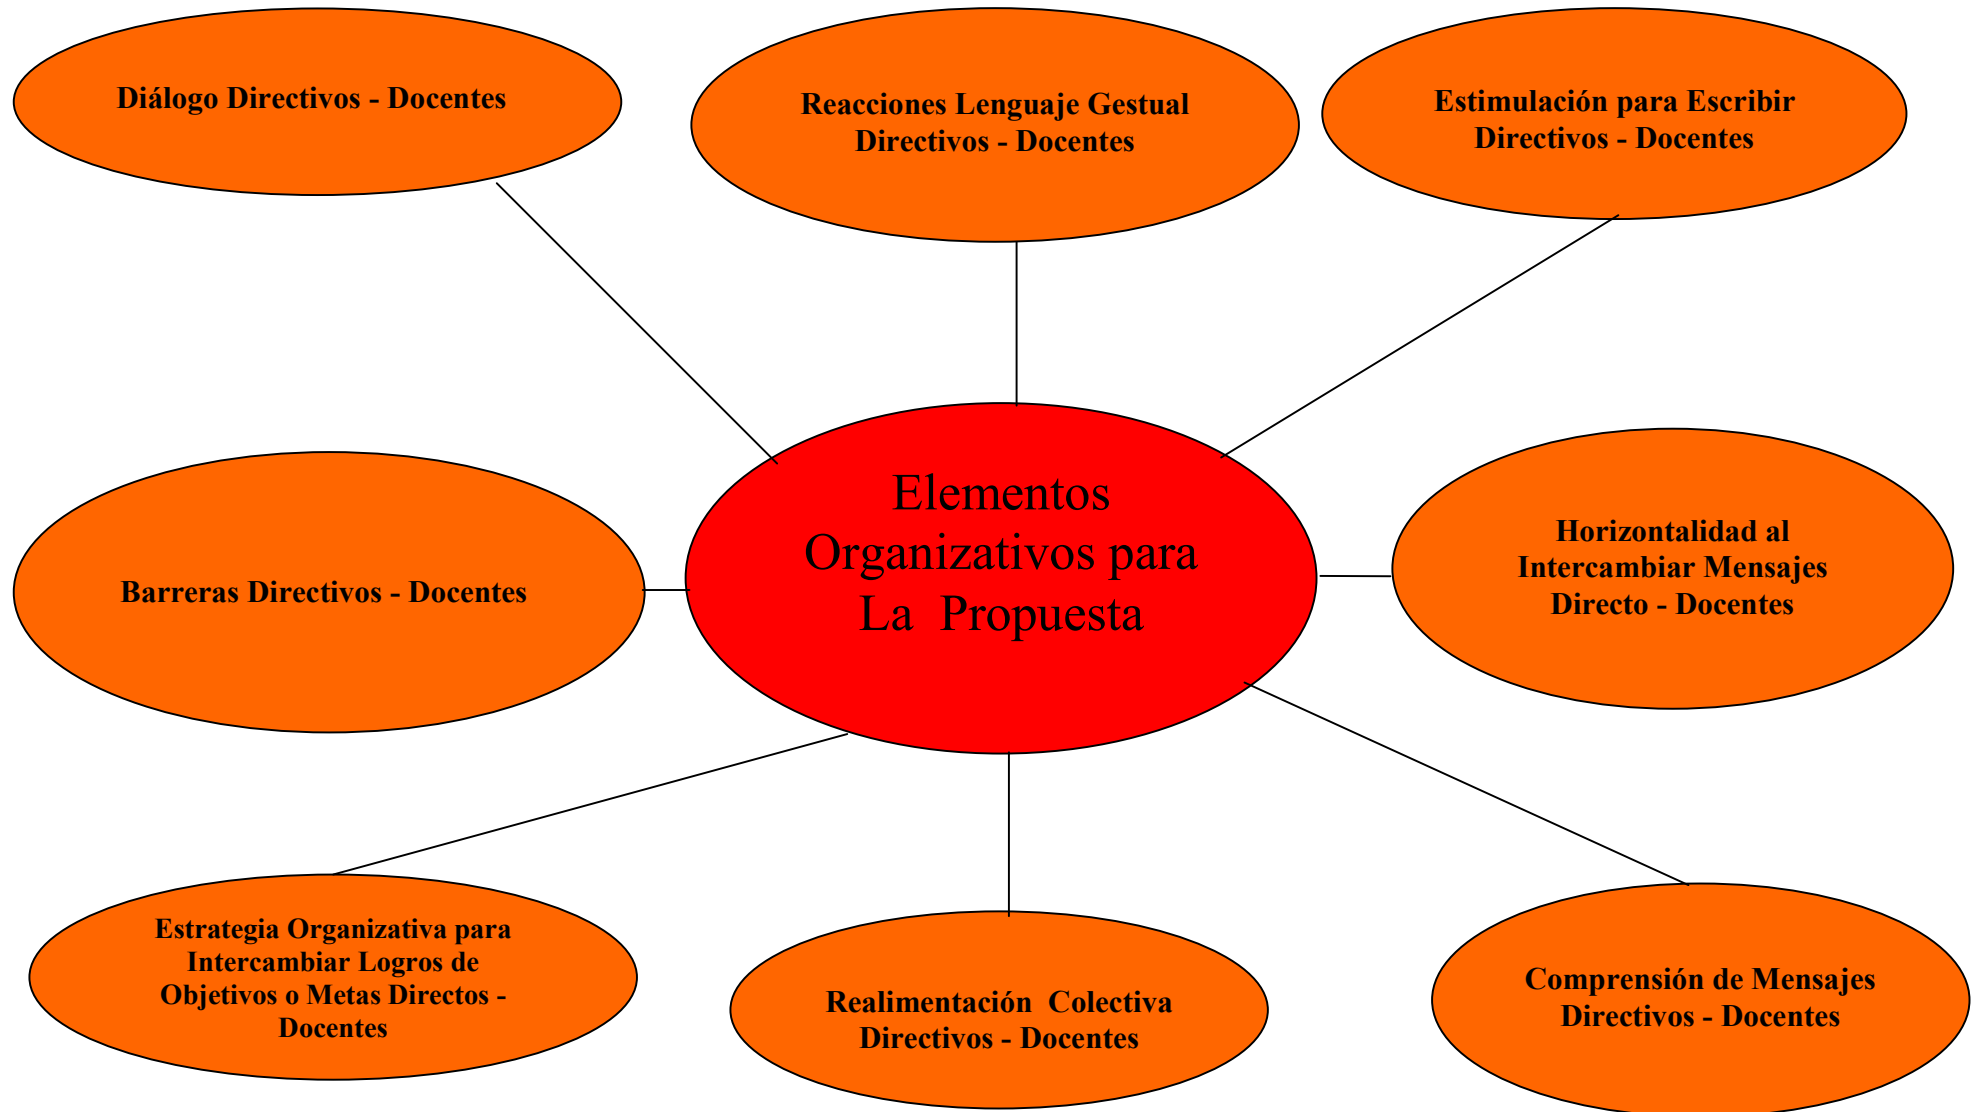 Diálogo Directivos - Docentes
Reacciones Lenguaje Gestual
Directivos - Docentes
Estimulación para Escribir
Directivos - Docentes
Barreras Directivos - Docentes
Elementos
Organizativos para
La Propuesta
Horizontalidad al
Intercambiar Mensajes
Directo - Docentes
Estrategia Organizativa para
Intercambiar Logros de
Objetivos o Metas Directos -
Docentes
Realimentación Colectiva
Directivos - Docentes
Comprensión de Mensajes
Directivos - Docentes